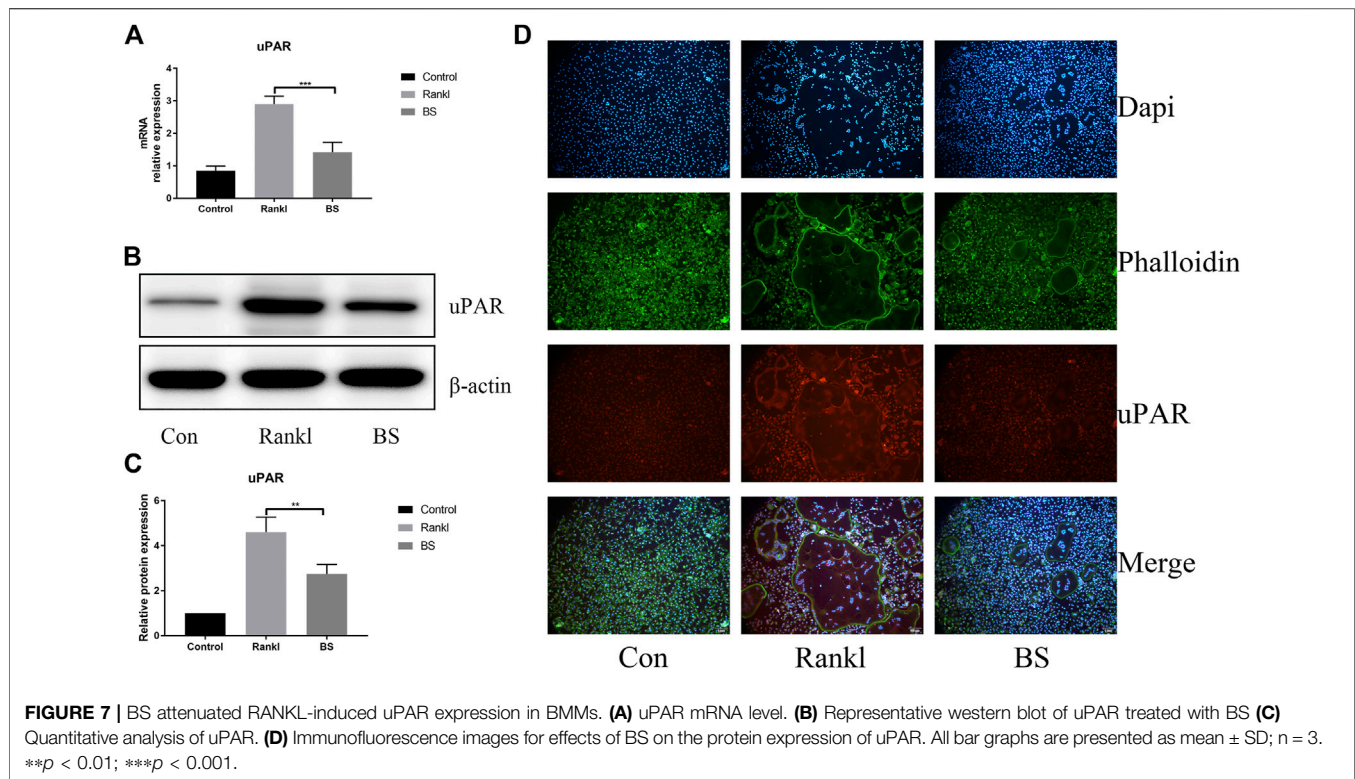 A
uPAR
mRNA
relative expression
4
3
2
1
0
Control
Rankl
BS
***
Control
Rankl
BS
B
uPAR
β-actin
Con
Rankl
BS
C
uPAR
Relative protein expression
6
4
2
0
Control
Rankl
BS
**
Control
Rankl
BS
D
Dapi
Phalloidin
uPAR
Merge
Con
Rankl
BS
FIGURE 7 | BS attenuated RANKL-induced uPAR expression in BMMs. (A) uPAR mRNA level. (B) Representative western blot of uPAR treated with BS (C)
Quantitative analysis of uPAR. (D) Immunofluorescence images for effects of BS on the protein expression of uPAR. All bar graphs are presented as mean ± SD; n = 3.
**p < 0.01; ***p < 0.001.